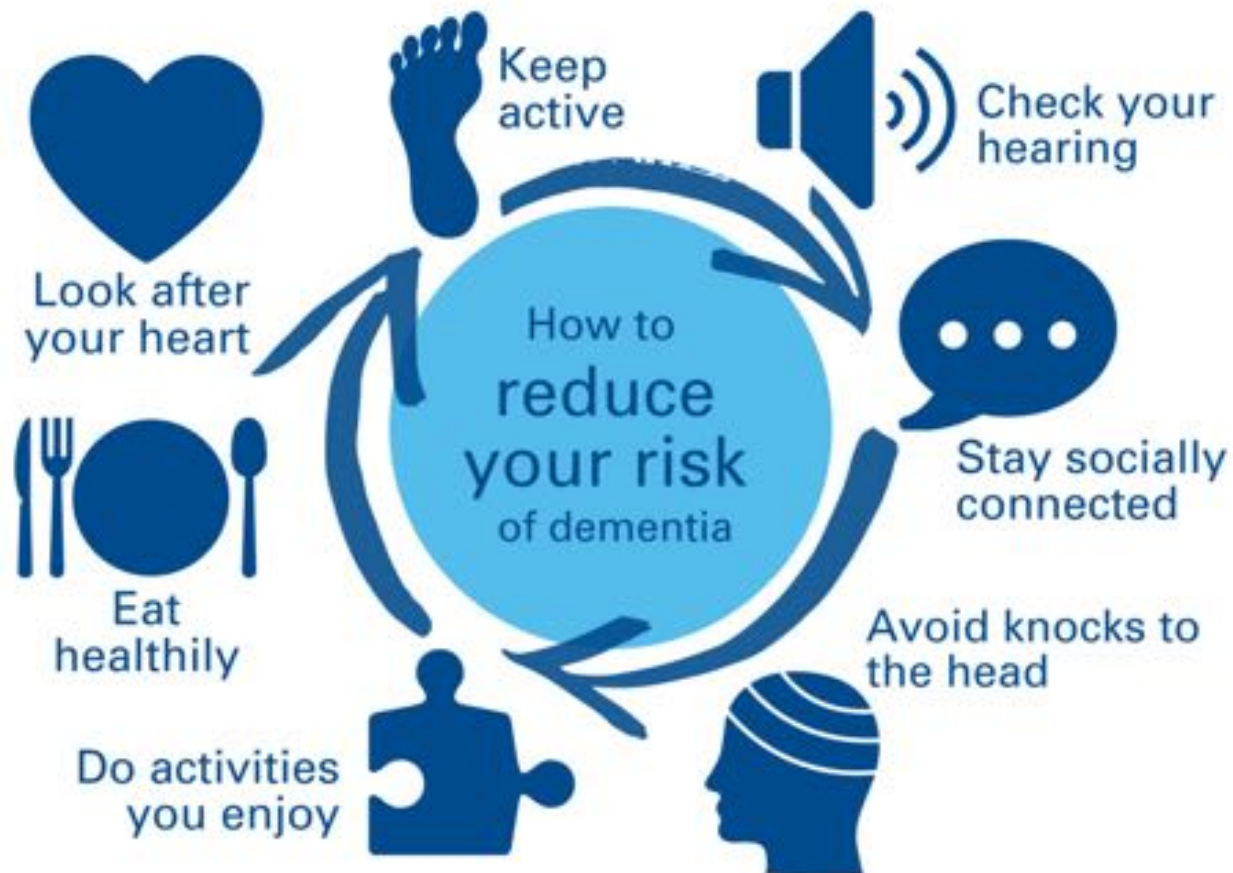 How to
reduce
your risk
of dementia
Keep
active
Check your
hearing
Stay socially
connected
Avoid knocks to
the head
Do activities
you enjoy
Eat
healthily
Look after
your heart